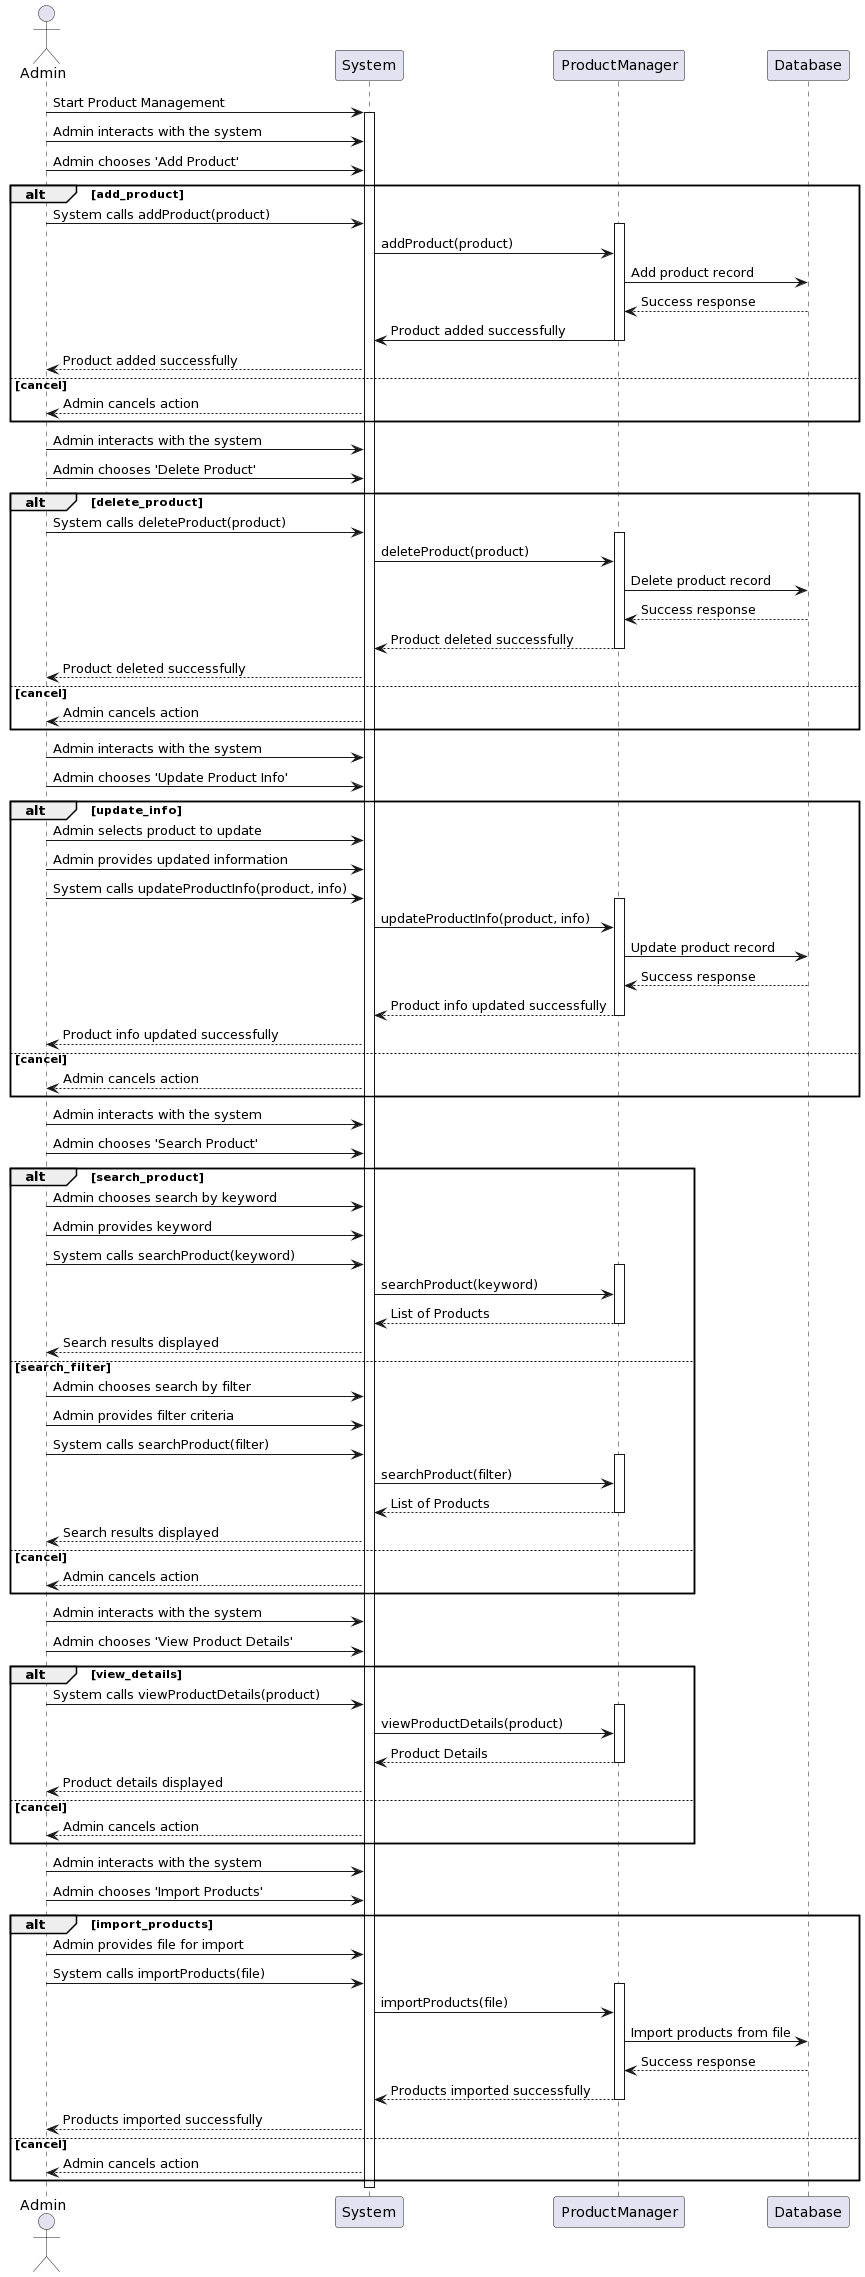 Admin
System
ProductManager
Database
Start Product Management
Admin interacts with the system
Admin chooses 'Add Product'
alt [add_product]
System calls addProduct(product)
addProduct(product)
Add product record
Success response
Product added successfully
Product added successfully
[cancel]
Admin cancels action
Admin interacts with the system
Admin chooses 'Delete Product'
alt [delete_product]
System calls deleteProduct(product)
deleteProduct(product)
Delete product record
Success response
Product deleted successfully
Product deleted successfully
[cancel]
Admin cancels action
Admin interacts with the system
Admin chooses 'Update Product Info'
alt [update_info]
Admin selects product to update
Admin provides updated information
System calls updateProductInfo(product, info)
updateProductInfo(product, info)
Update product record
Success response
Product info updated successfully
Product info updated successfully
[cancel]
Admin cancels action
Admin interacts with the system
Admin chooses 'Search Product'
alt [search_product]
Admin chooses search by keyword
Admin provides keyword
System calls searchProduct(keyword)
searchProduct(keyword)
List of Products
Search results displayed
[search_filter]
Admin chooses search by filter
Admin provides filter criteria
System calls searchProduct(filter)
searchProduct(filter)
List of Products
Search results displayed
[cancel]
Admin cancels action
Admin interacts with the system
Admin chooses 'View Product Details'
alt [view_details]
System calls viewProductDetails(product)
viewProductDetails(product)
Product Details
Product details displayed
[cancel]
Admin cancels action
Admin interacts with the system
Admin chooses 'Import Products'
alt [import_products]
Admin provides file for import
System calls importProducts(file)
importProducts(file)
Import products from file
Success response
Products imported successfully
Products imported successfully
[cancel]
Admin cancels action
Admin
System
ProductManager
Database